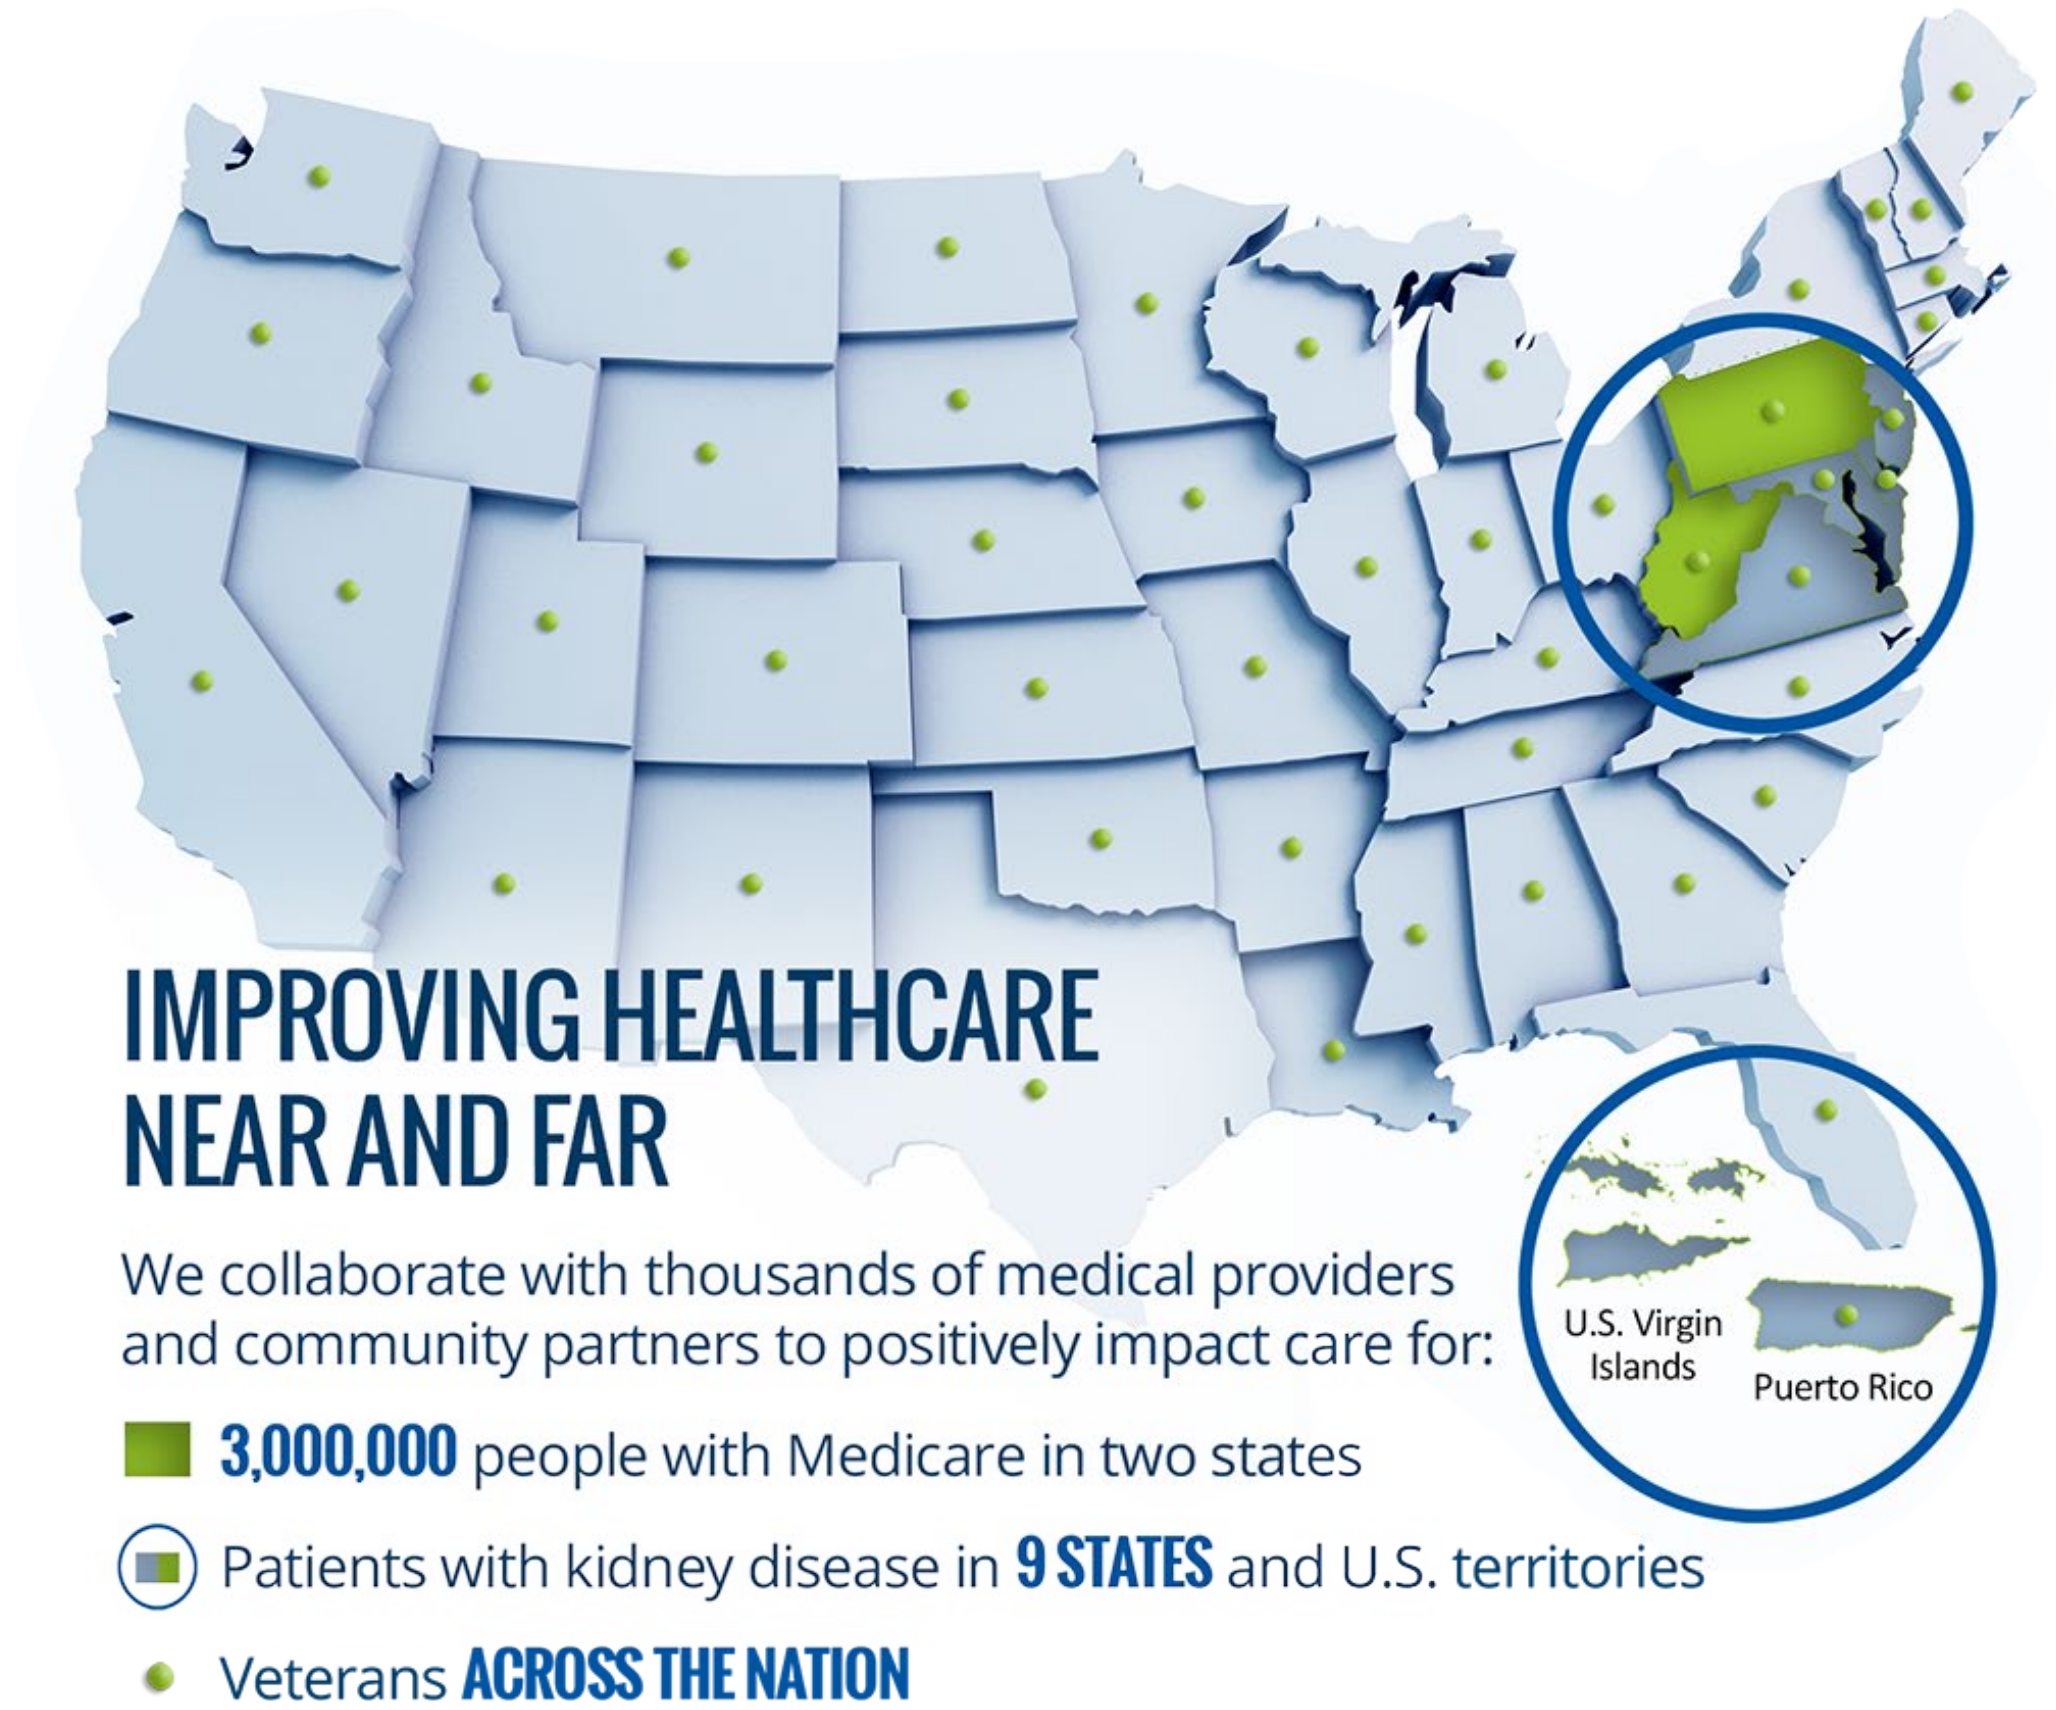 IMPROVING HEALTHCARE
NEAR AND FAR
We collaborate with thousands of medical providers
and community partners to positively impact care for:
U.S. Virgin
Islands
Puerto Rico
3,000,000 people with Medicare in two states
Patients with kidney disease in 9 STATES and U.S. territories
Veterans ACROSS THE NATION